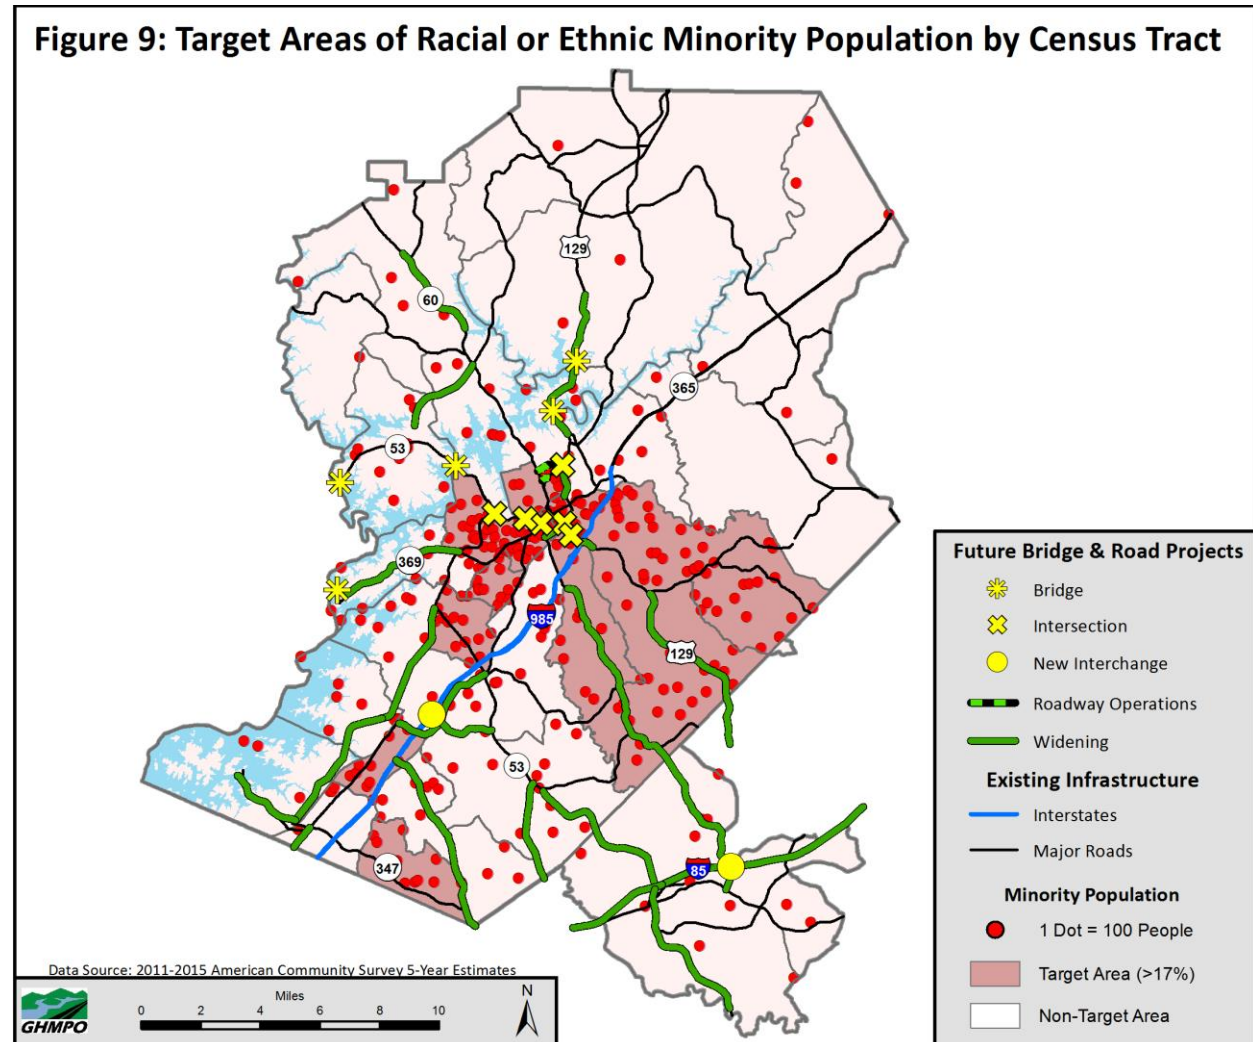 Figure 9: Target Areas of Racial or Ethnic Minority Population by Census Tract
129
60
365
53
369
985
129
53
85
347
Future Bridge & Road Projects
Bridge
Intersection
New Interchange
Roadway Operations
Widening
Existing Infrastructure
Interstates
Major Roads
Minority Population
1 Dot = 100 People
Target Area (>17%)
Non-Target Area
Data Source: 2011-2015 American Community Survey 5-Year Estimates
GHMPO
Miles
0 2 4 6 8 10
N